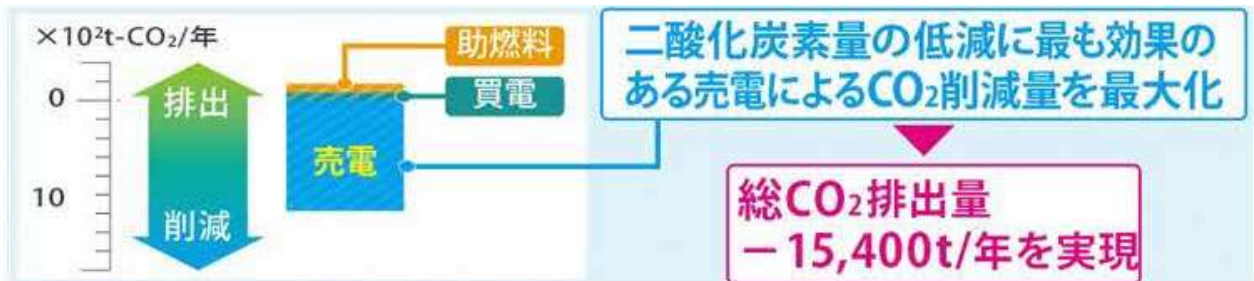 ×10²t-CO₂/年
0
10
排出
削減
助燃料
買電
売電
二酸化炭素量の低減に最も効果の
ある売電によるCO₂削減量を最大化
総CO₂排出量
−15,400t/年を実現